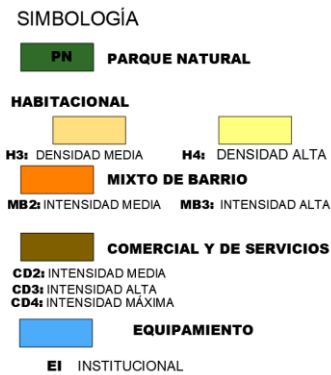 SIMBOLOGÍA
PN PARQUE NATURAL
HABITACIONAL
H3: DENSIDAD MEDIA H4: DENSIDAD ALTA
MIXTO DE BARRIO
MB2: INTENSIDAD MEDIA MB3: INTENSIDAD ALTA
COMERCIAL Y DE SERVICIOS
CD2: INTENSIDAD MEDIA
CD3: INTENSIDAD ALTA
CD4: INTENSIDAD MÁXIMA
EQUIPAMIENTO
EI INSTITUCIONAL